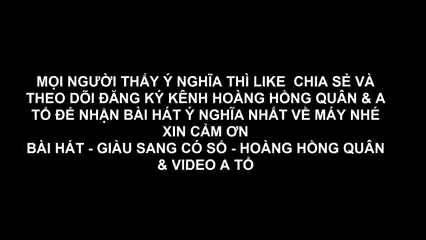 MỌI NGƯỜI THẤY Ý NGHĨA THÌ LIKE CHIA SẺ VÀ
THEO DÕI ĐĂNG KÝ KÊNH HOÀNG HỒNG QUÂN & A
TỐ ĐỂ NHẬN BÀI HÁT Ý NGHĨA NHẤT VỀ MÁY NHÉ
XIN CẢM ƠN
BÀI HÁT - GIÀU SANG CÓ SỐ - HOÀNG HỒNG QUÂN
& VIDEO A TỐ